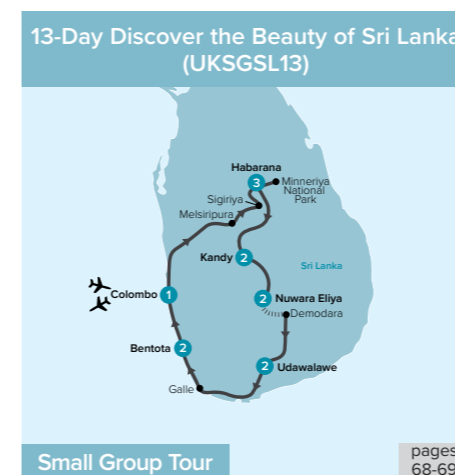 13-Day Discover the Beauty of Sri Lanka
(UKSGSL13)
Habarana
3
Minneriya
National
Park
Sigiriya
Melsiripura
Kandy
2
Sri Lanka
Colombo
1
2
Nuwara Eliya
Demodara
Bentota
2
2
Udawalawe
Galle
Small Group Tour
pages
68-69